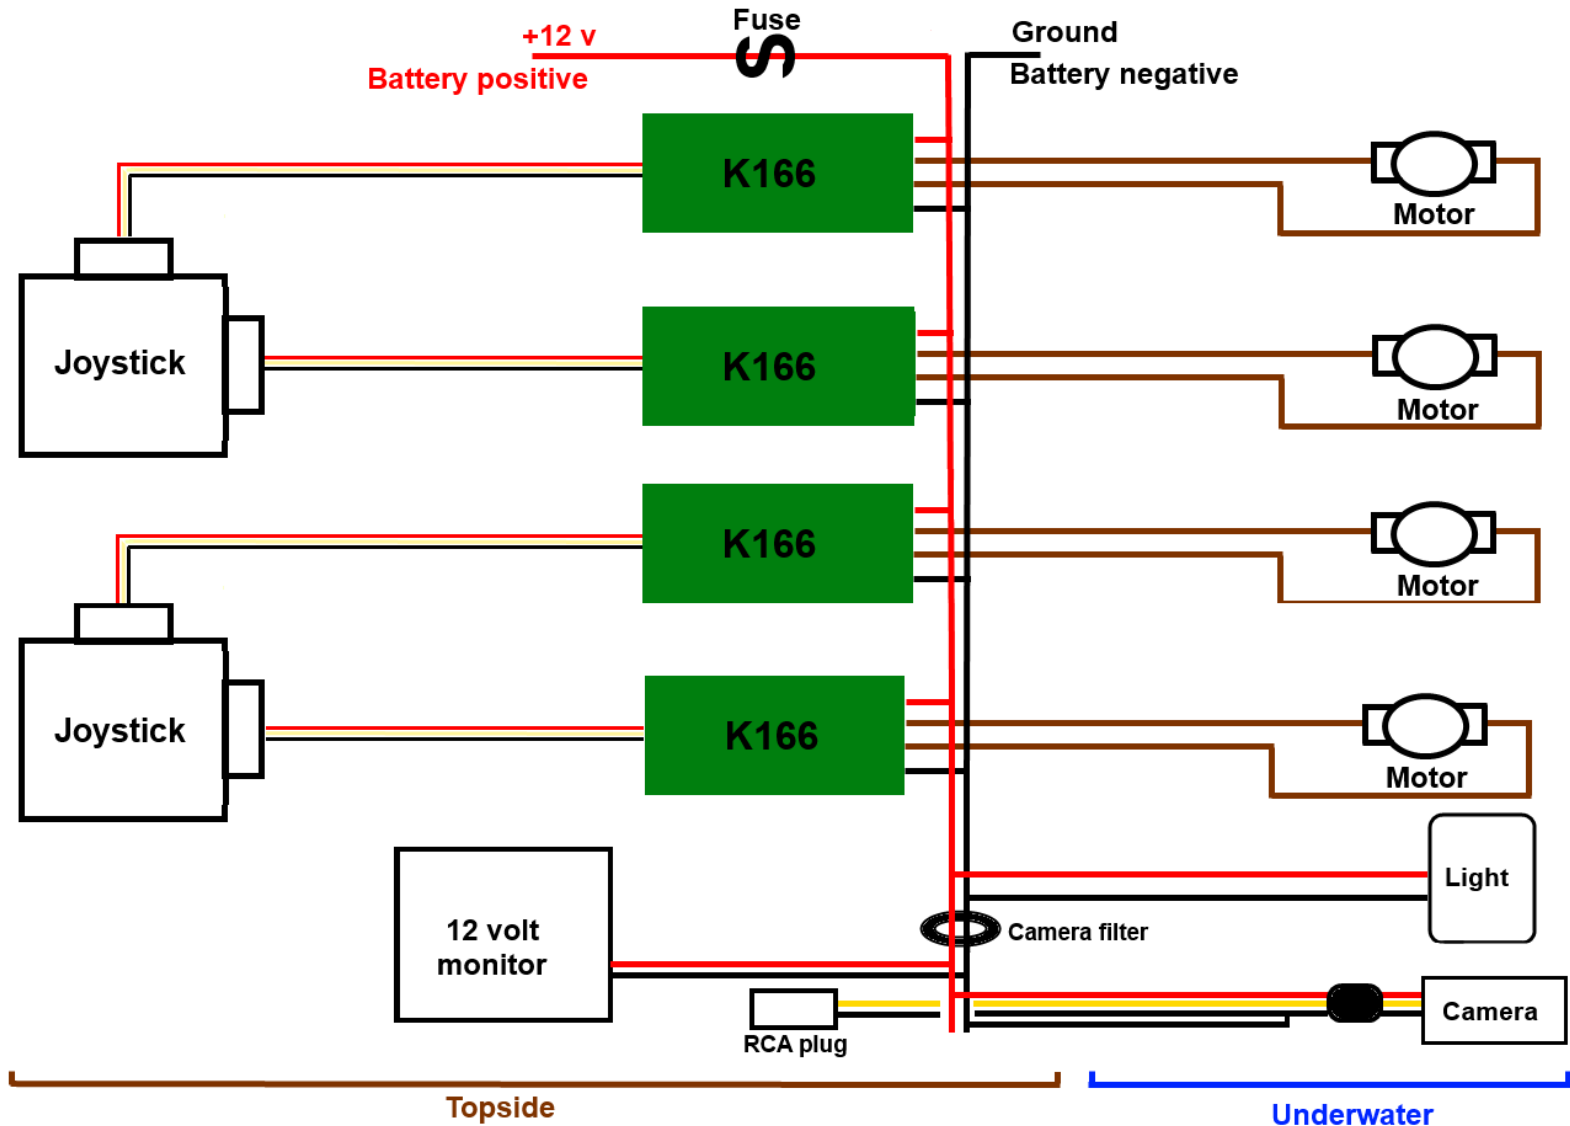 Fuse
+12 v
Battery positive
Ground
Battery negative
K166
Motor
Joystick
K166
Motor
K166
Motor
Joystick
K166
Motor
Light
12 volt
monitor
Camera filter
Camera
RCA plug
Topside
Underwater